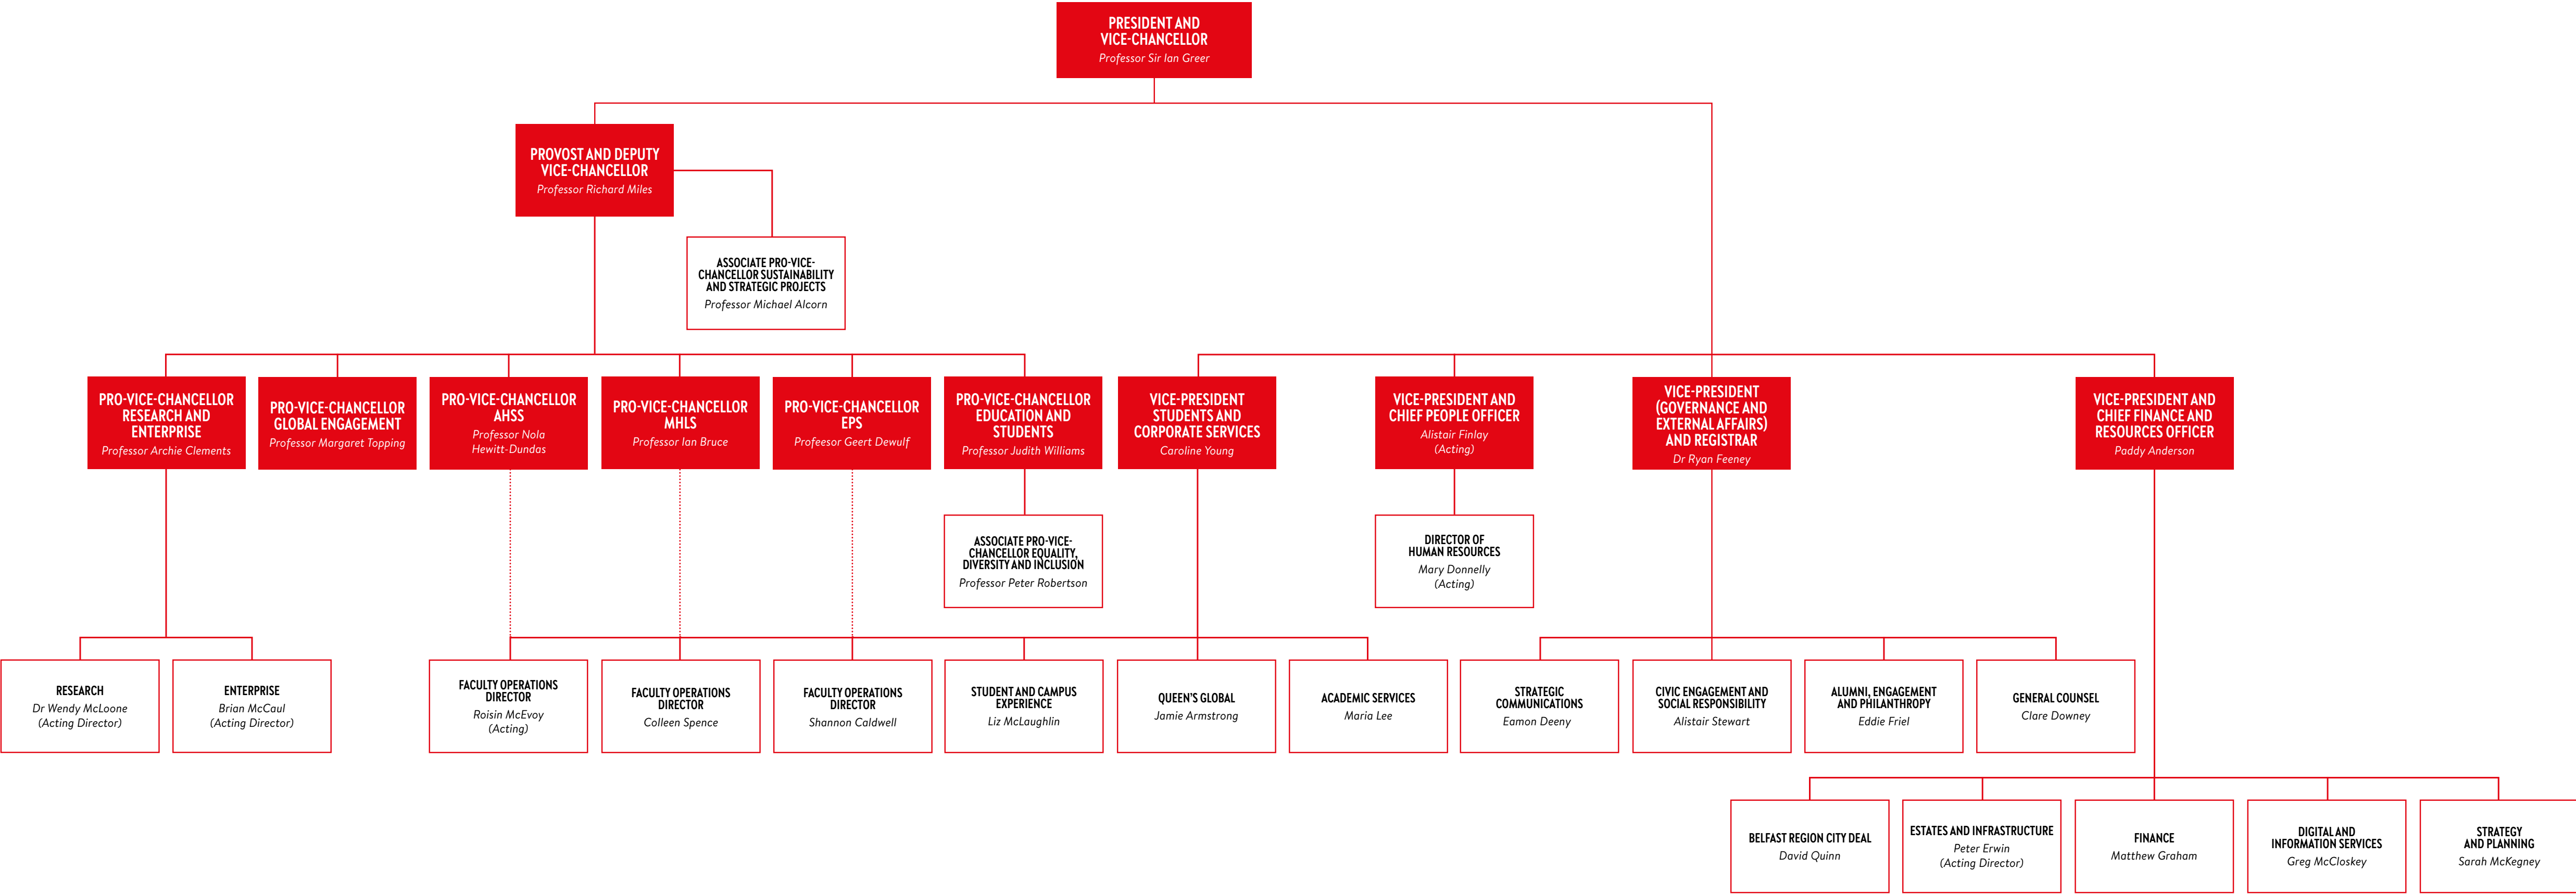 PRESIDENT AND
VICE-CHANCELLOR
Professor Sir Ian Greer
PROVOST AND DEPUTY
VICE-CHANCELLOR
Professor Richard Miles
ASSOCIATE PRO-VICE-
CHANCELLOR SUSTAINABILITY
AND STRATEGIC PROJECTS
Professor Michael Alcorn
PRO-VICE-CHANCELLOR
RESEARCH AND
ENTERPRISE
Professor Archie Clements
PRO-VICE-CHANCELLOR
GLOBAL ENGAGEMENT
Professor Margaret Topping
PRO-VICE-CHANCELLOR
AHSS
Professor Nola
Hewitt-Dundas
PRO-VICE-CHANCELLOR
MHLS
Professor Ian Bruce
PRO-VICE-CHANCELLOR
EPS
Profeesor Geert Dewulf
PRO-VICE-CHANCELLOR
EDUCATION AND
STUDENTS
Professor Judith Williams
VICE-PRESIDENT
STUDENTS AND
CORPORATE SERVICES
Caroline Young
VICE-PRESIDENT AND
CHIEF PEOPLE OFFICER
Alistair Finlay
(Acting)
VICE-PRESIDENT
(GOVERNANCE AND
EXTERNAL AFFAIRS)
AND REGISTRAR
Dr Ryan Feeney
VICE-PRESIDENT AND
CHIEF FINANCE AND
RESOURCES OFFICER
Paddy Anderson
ASSOCIATE PRO-VICE-
CHANCELLOR EQUALITY,
DIVERSITY AND INCLUSION
Professor Peter Robertson
DIRECTOR OF
HUMAN RESOURCES
Mary Donnelly
(Acting)
RESEARCH
Dr Wendy McLoone
(Acting Director)
ENTERPRISE
Brian McCaul
(Acting Director)
FACULTY OPERATIONS
DIRECTOR
Roisin McEvoy
(Acting)
FACULTY OPERATIONS
DIRECTOR
Colleen Spence
FACULTY OPERATIONS
DIRECTOR
Shannon Caldwell
STUDENT AND CAMPUS
EXPERIENCE
Liz McLaughlin
QUEEN'S GLOBAL
Jamie Armstrong
ACADEMIC SERVICES
Maria Lee
STRATEGIC
COMMUNICATIONS
Eamon Deeny
CIVIC ENGAGEMENT AND
SOCIAL RESPONSIBILITY
Alistair Stewart
ALUMNI, ENGAGEMENT
AND PHILANTHROPY
Eddie Friel
GENERAL COUNSEL
Clare Downey
BELFAST REGION CITY DEAL
David Quinn
ESTATES AND INFRASTRUCTURE
Peter Erwin
(Acting Director)
FINANCE
Matthew Graham
DIGITAL AND
INFORMATION SERVICES
Greg McCloskey
STRATEGY
AND PLANNING
Sarah McKegney